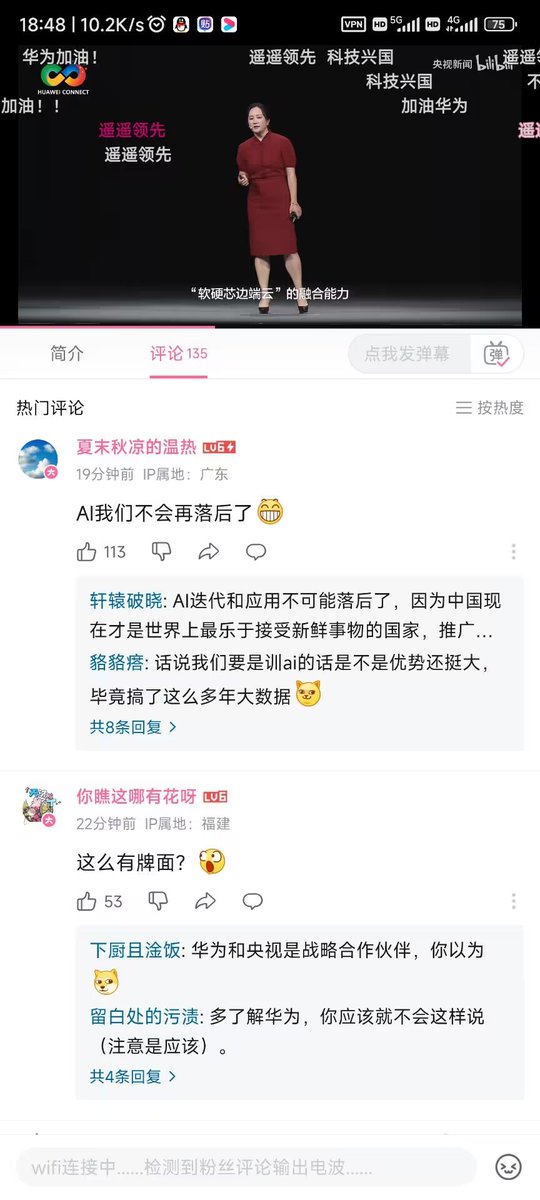 18:48 | 10.2K/s
贴
VPN HD 5G HD 4G 75
华为加油！
遥遥领先 科技兴国
遥遥领先
央视新闻 bilibili
科技兴国
不
HUAWEI CONNECT
加油！！
加油华为
遥遥领先
遥遥领先
“软硬芯边端云”的融合能力
简介
评论 135
点我发弹幕
弹
热门评论
按热度
夏末秋凉的温热 LV6
大
19分钟前 IP属地：广东
AI我们不会再落后了
113
轩辕破晓: AI迭代和应用不可能落后了，因为中国现
在才是世界上最乐于接受新鲜事物的国家，推广...
貉貉瘩: 话说我们要是训ai的话是不是优势还挺大，
毕竟搞了这么多年大数据
共8条回复 >
你瞧这哪有花呀 LV6
大
22分钟前 IP属地：福建
这么有牌面？
53
下厨且淦饭: 华为和央视是战略合作伙伴，你以为
留白处的污渍: 多了解华为，你应该就不会这样说
（注意是应该）。
共4条回复 >
wifi连接中......检测到粉丝评论输出电波......